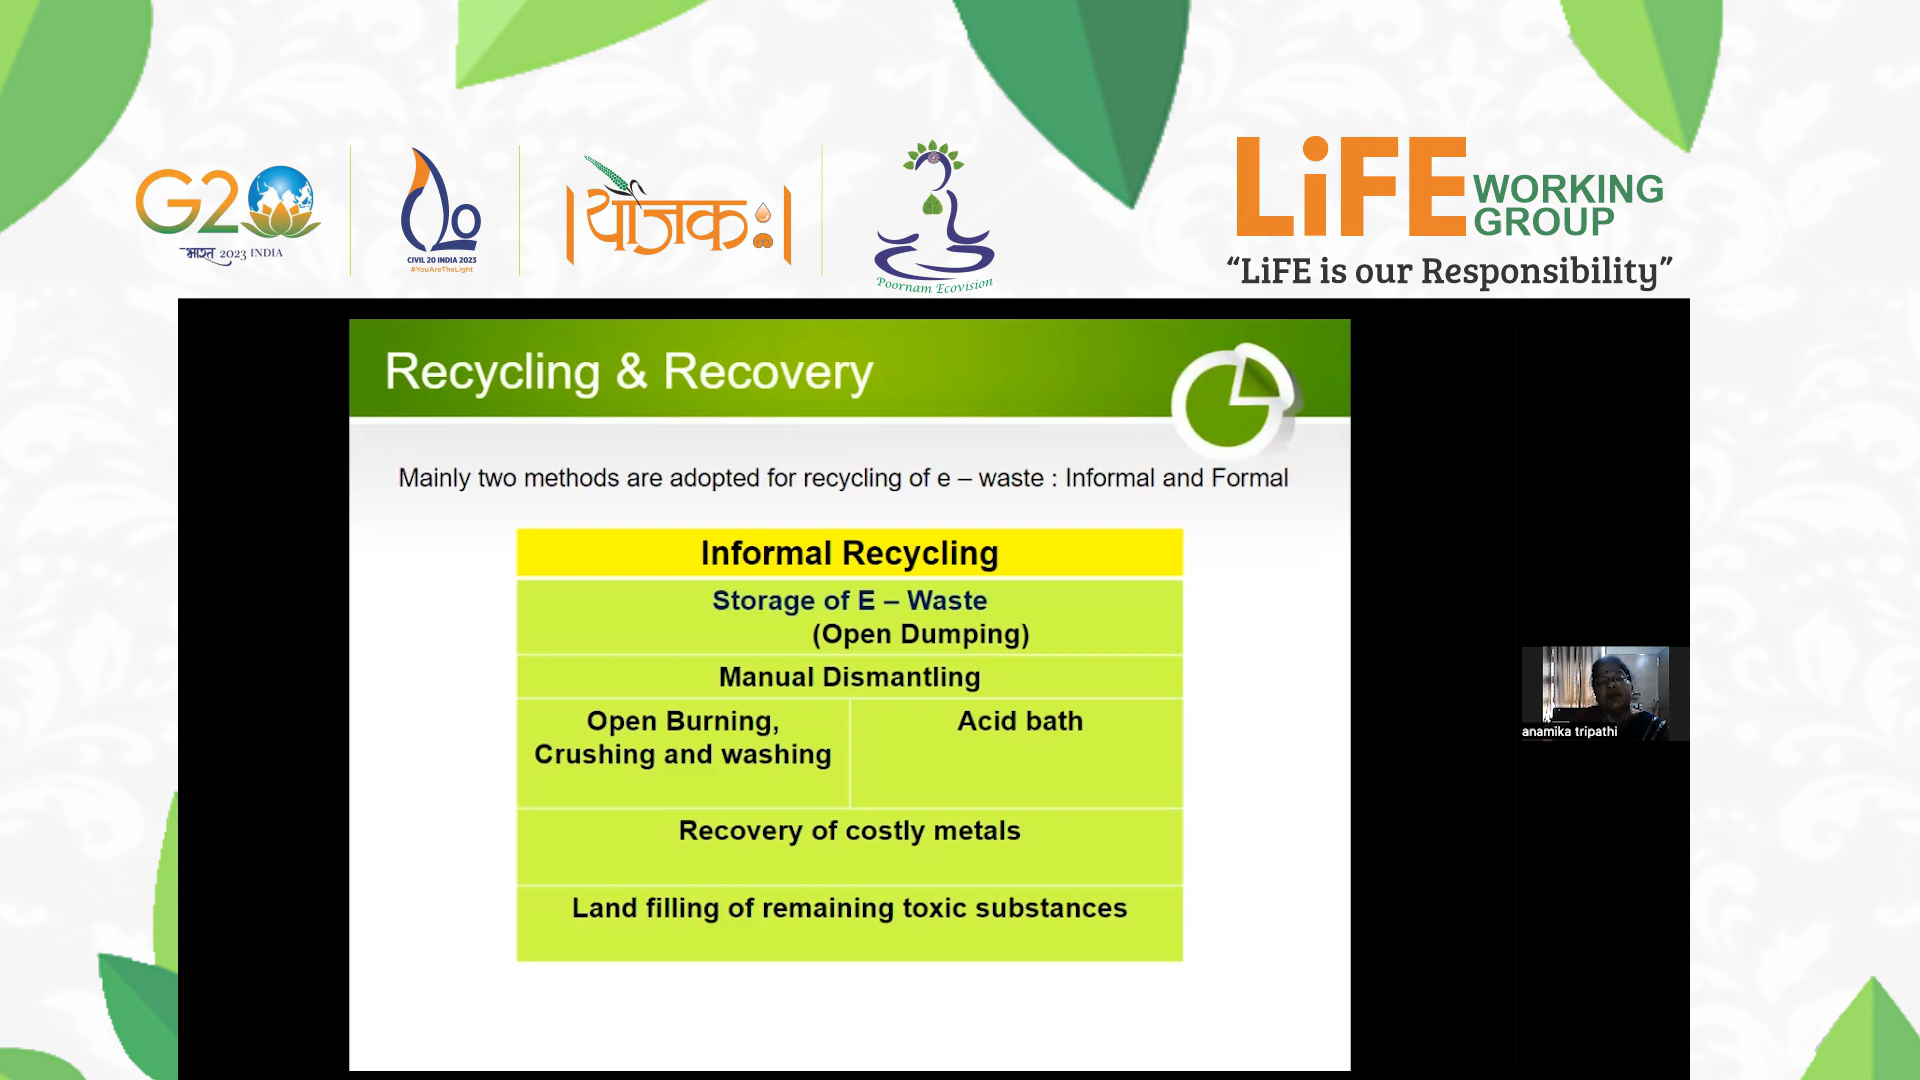 G20
भारत 2023 INDIA
C20
CIVIL 20 INDIA 2023
#YouAreTheLight
।योजकः।
Poornam Ecovision
LiFE WORKING
GROUP
“LiFE is our Responsibility”
Recycling & Recovery
Mainly two methods are adopted for recycling of e – waste : Informal and Formal
Informal Recycling
Storage of E – Waste
(Open Dumping)
Manual Dismantling
Open Burning,
Crushing and washing
Acid bath
Recovery of costly metals
Land filling of remaining toxic substances
anamika tripathi